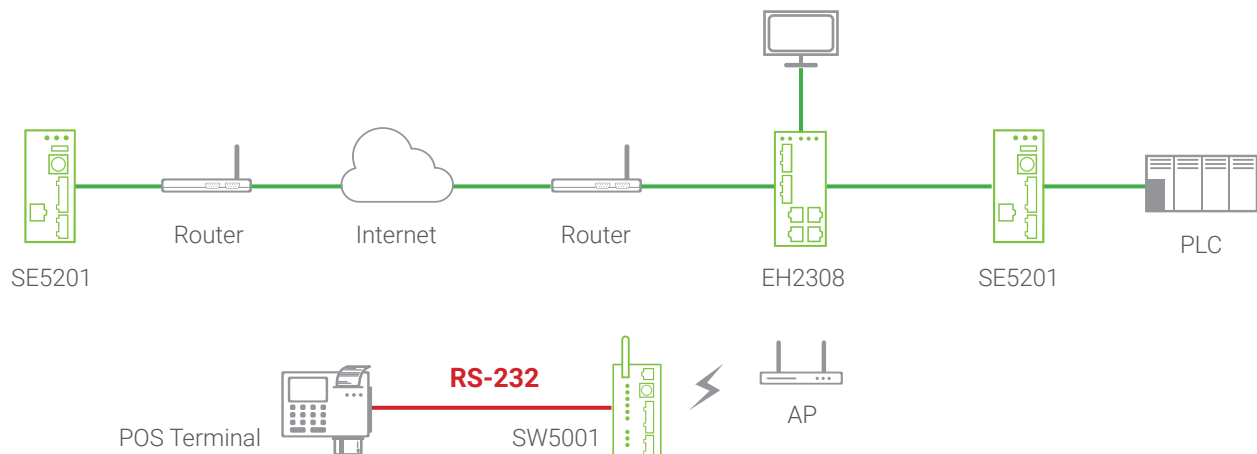 Router
Internet
Router
PLC
SE5201
EH2308
SE5201
RS-232
AP
POS Terminal
SW5001